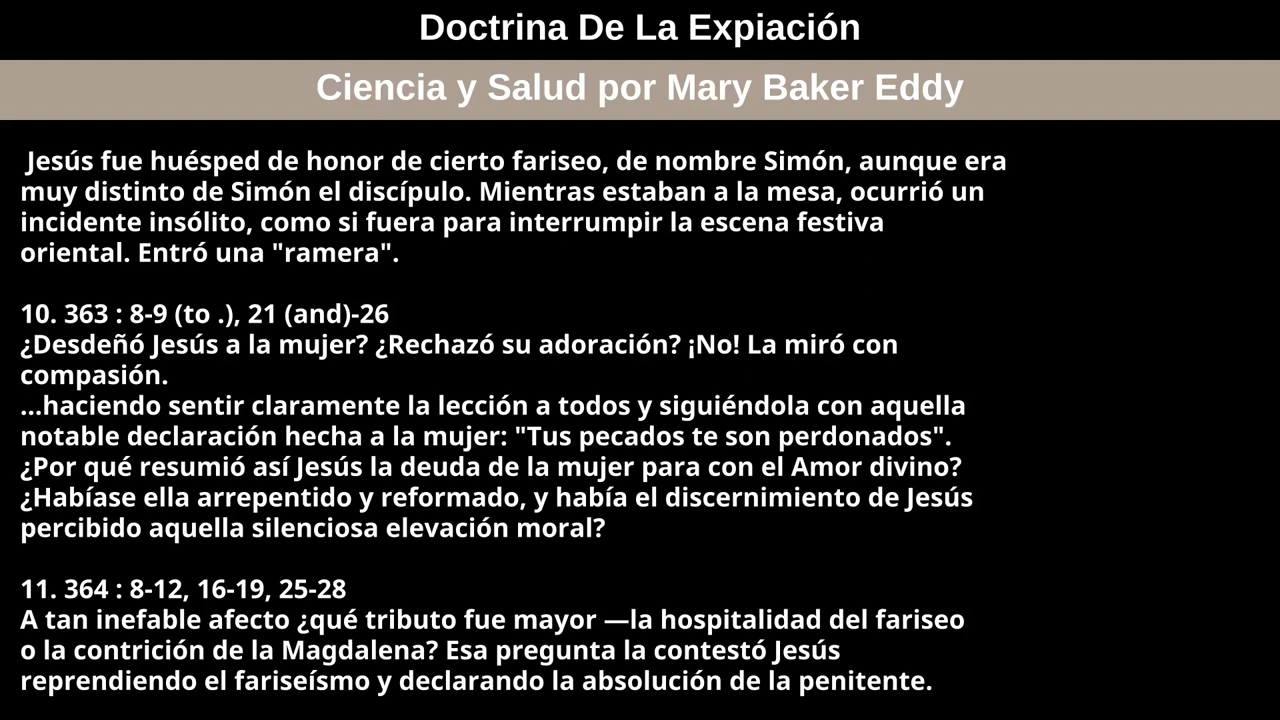 Doctrina De La Expiación
Ciencia y Salud por Mary Baker Eddy
Jesús fue huésped de honor de cierto fariseo, de nombre Simón, aunque era
muy distinto de Simón el discípulo. Mientras estaban a la mesa, ocurrió un
incidente insólito, como si fuera para interrumpir la escena festiva
oriental. Entró una "ramera".
10. 363 : 8-9 (to .), 21 (and)-26
¿Desdeñó Jesús a la mujer? ¿Rechazó su adoración? ¡No! La miró con
compasión.
...haciendo sentir claramente la lección a todos y siguiéndola con aquella
notable declaración hecha a la mujer: "Tus pecados te son perdonados".
¿Por qué resumió así Jesús la deuda de la mujer para con el Amor divino?
¿Habíase ella arrepentido y reformado, y había el discernimiento de Jesús
percibido aquella silenciosa elevación moral?
11. 364 : 8-12, 16-19, 25-28
A tan inefable afecto ¿qué tributo fue mayor —la hospitalidad del fariseo
o la contrición de la Magdalena? Esa pregunta la contestó Jesús
reprendiendo el fariseísmo y declarando la absolución de la penitente.